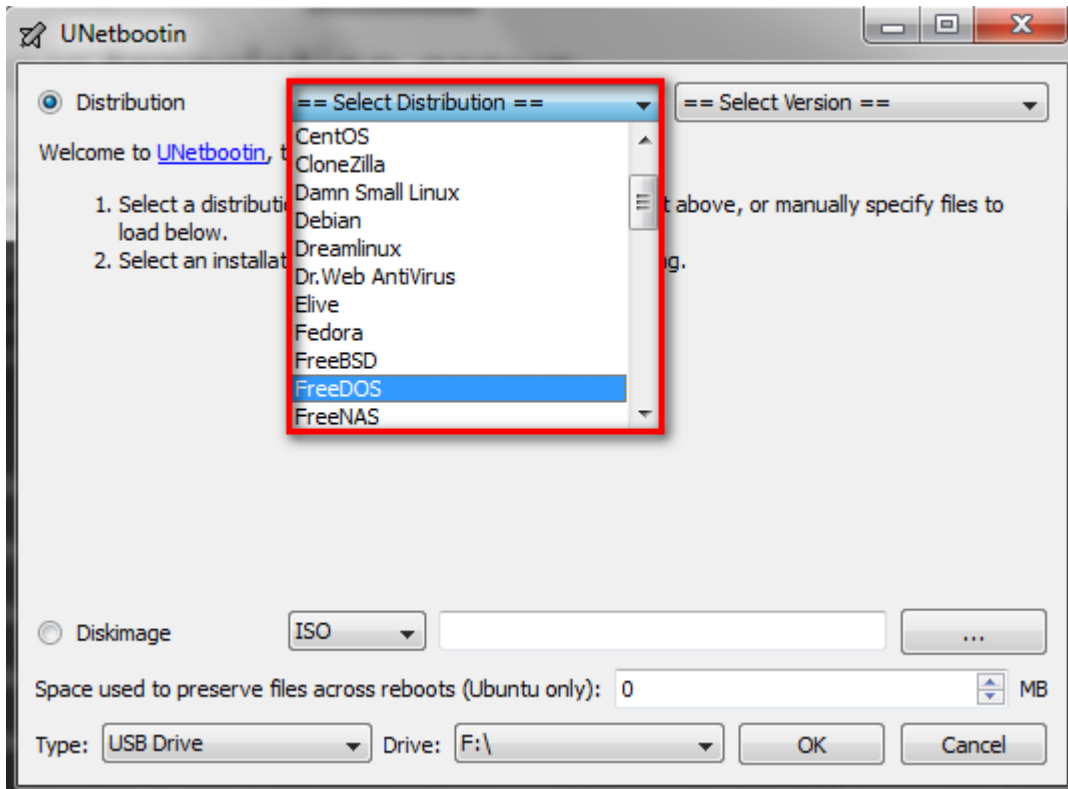 UNetbootin
Distribution == Select Distribution == == Select Version ==
Welcome to UNetbootin, t
CentOS
CloneZilla
Damn Small Linux
Debian
Dreamlinux
Dr.Web AntiVirus
Elive
Fedora
FreeBSD
FreeDOS
FreeNAS
1. Select a distributi t above, or manually specify files to
load below.
2. Select an installat ng.
Diskimage ISO ...
Space used to preserve files across reboots (Ubuntu only): 0 MB
Type: USB Drive Drive: F:\ OK Cancel